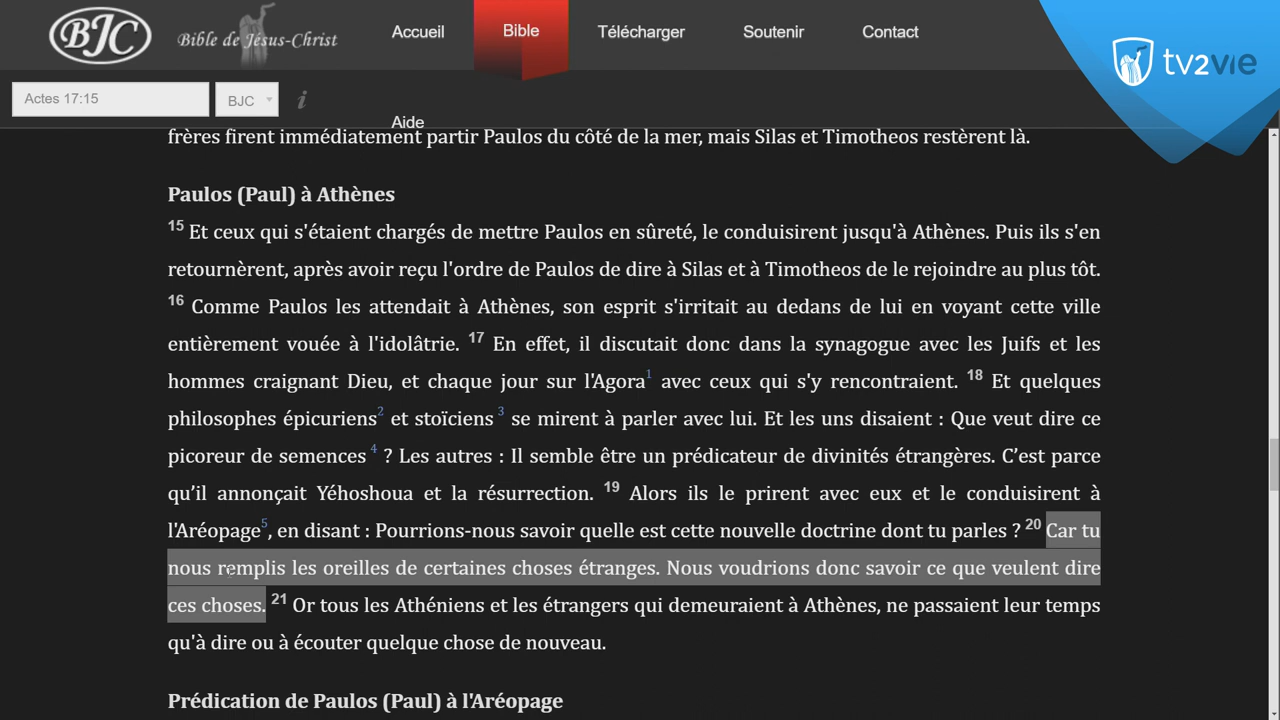 BJC
Bible de Jésus-Christ
Accueil
Bible
Télécharger
Soutenir
Contact
tv2vie
Actes 17:15
BJC
i
Aide
frères firent immédiatement partir Paulos du côté de la mer, mais Silas et Timotheos restèrent là.
Paulos (Paul) à Athènes
15 Et ceux qui s'étaient chargés de mettre Paulos en sûreté, le conduisirent jusqu'à Athènes. Puis ils s'en
retournèrent, après avoir reçu l'ordre de Paulos de dire à Silas et à Timotheos de le rejoindre au plus tôt.
16 Comme Paulos les attendait à Athènes, son esprit s'irritait au dedans de lui en voyant cette ville
entièrement vouée à l'idolâtrie. 17 En effet, il discutait donc dans la synagogue avec les Juifs et les
hommes craignant Dieu, et chaque jour sur l'Agora1 avec ceux qui s'y rencontraient. 18 Et quelques
philosophes épicuriens2 et stoïciens 3 se mirent à parler avec lui. Et les uns disaient : Que veut dire ce
picoreur de semences 4 ? Les autres : Il semble être un prédicateur de divinités étrangères. C’est parce
qu’il annonçait Yéhoshoua et la résurrection. 19 Alors ils le prirent avec eux et le conduisirent à
l'Aréopage5, en disant : Pourrions-nous savoir quelle est cette nouvelle doctrine dont tu parles ? 20 Car tu
nous remplis les oreilles de certaines choses étranges. Nous voudrions donc savoir ce que veulent dire
ces choses. 21 Or tous les Athéniens et les étrangers qui demeuraient à Athènes, ne passaient leur temps
qu'à dire ou à écouter quelque chose de nouveau.
Prédication de Paulos (Paul) à l'Aréopage